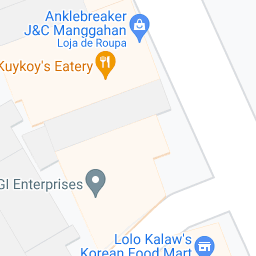 Anklebreaker
J&C Manggahan
Loja de Roupa
Kuykoy's Eatery
GI Enterprises
Lolo Kalaw's
Korean Food Mart